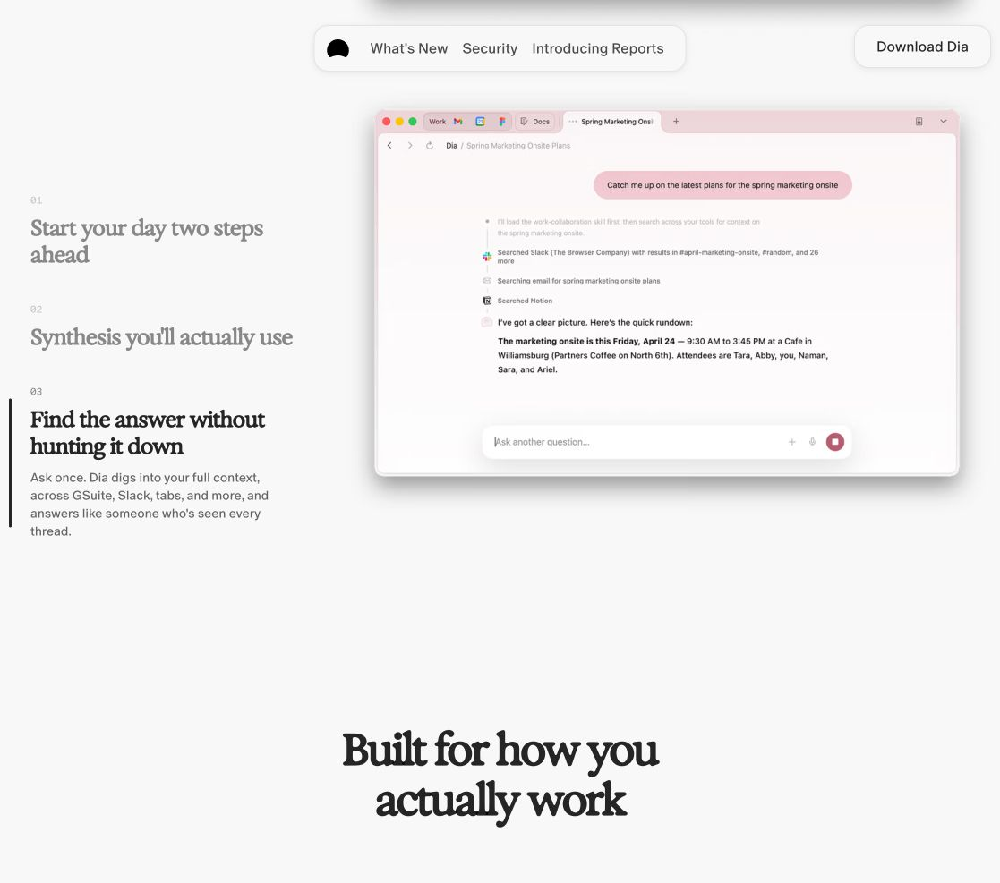 What's New Security Introducing Reports
Download Dia
01
Start your day two steps
ahead
02
Synthesis you'll actually use
03
Find the answer without
hunting it down
Ask once. Dia digs into your full context,
across GSuite, Slack, tabs, and more, and
answers like someone who's seen every
thread.
Work Docs Spring Marketing Onsi
Dia / Spring Marketing Onsite Plans
Catch me up on the latest plans for the spring marketing onsite
I'll load the work-collaboration skill first, then search across your tools for context on
the spring marketing onsite.
Searched Slack (The Browser Company) with results in #april-marketing-onsite, #random, and 26
more
Searching email for spring marketing onsite plans
Searched Notion
I've got a clear picture. Here's the quick rundown:
The marketing onsite is this Friday, April 24 — 9:30 AM to 3:45 PM at a Cafe in
Williamsburg (Partners Coffee on North 6th). Attendees are Tara, Abby, you, Naman,
Sara, and Ariel.
Ask another question...
Built for how you
actually work